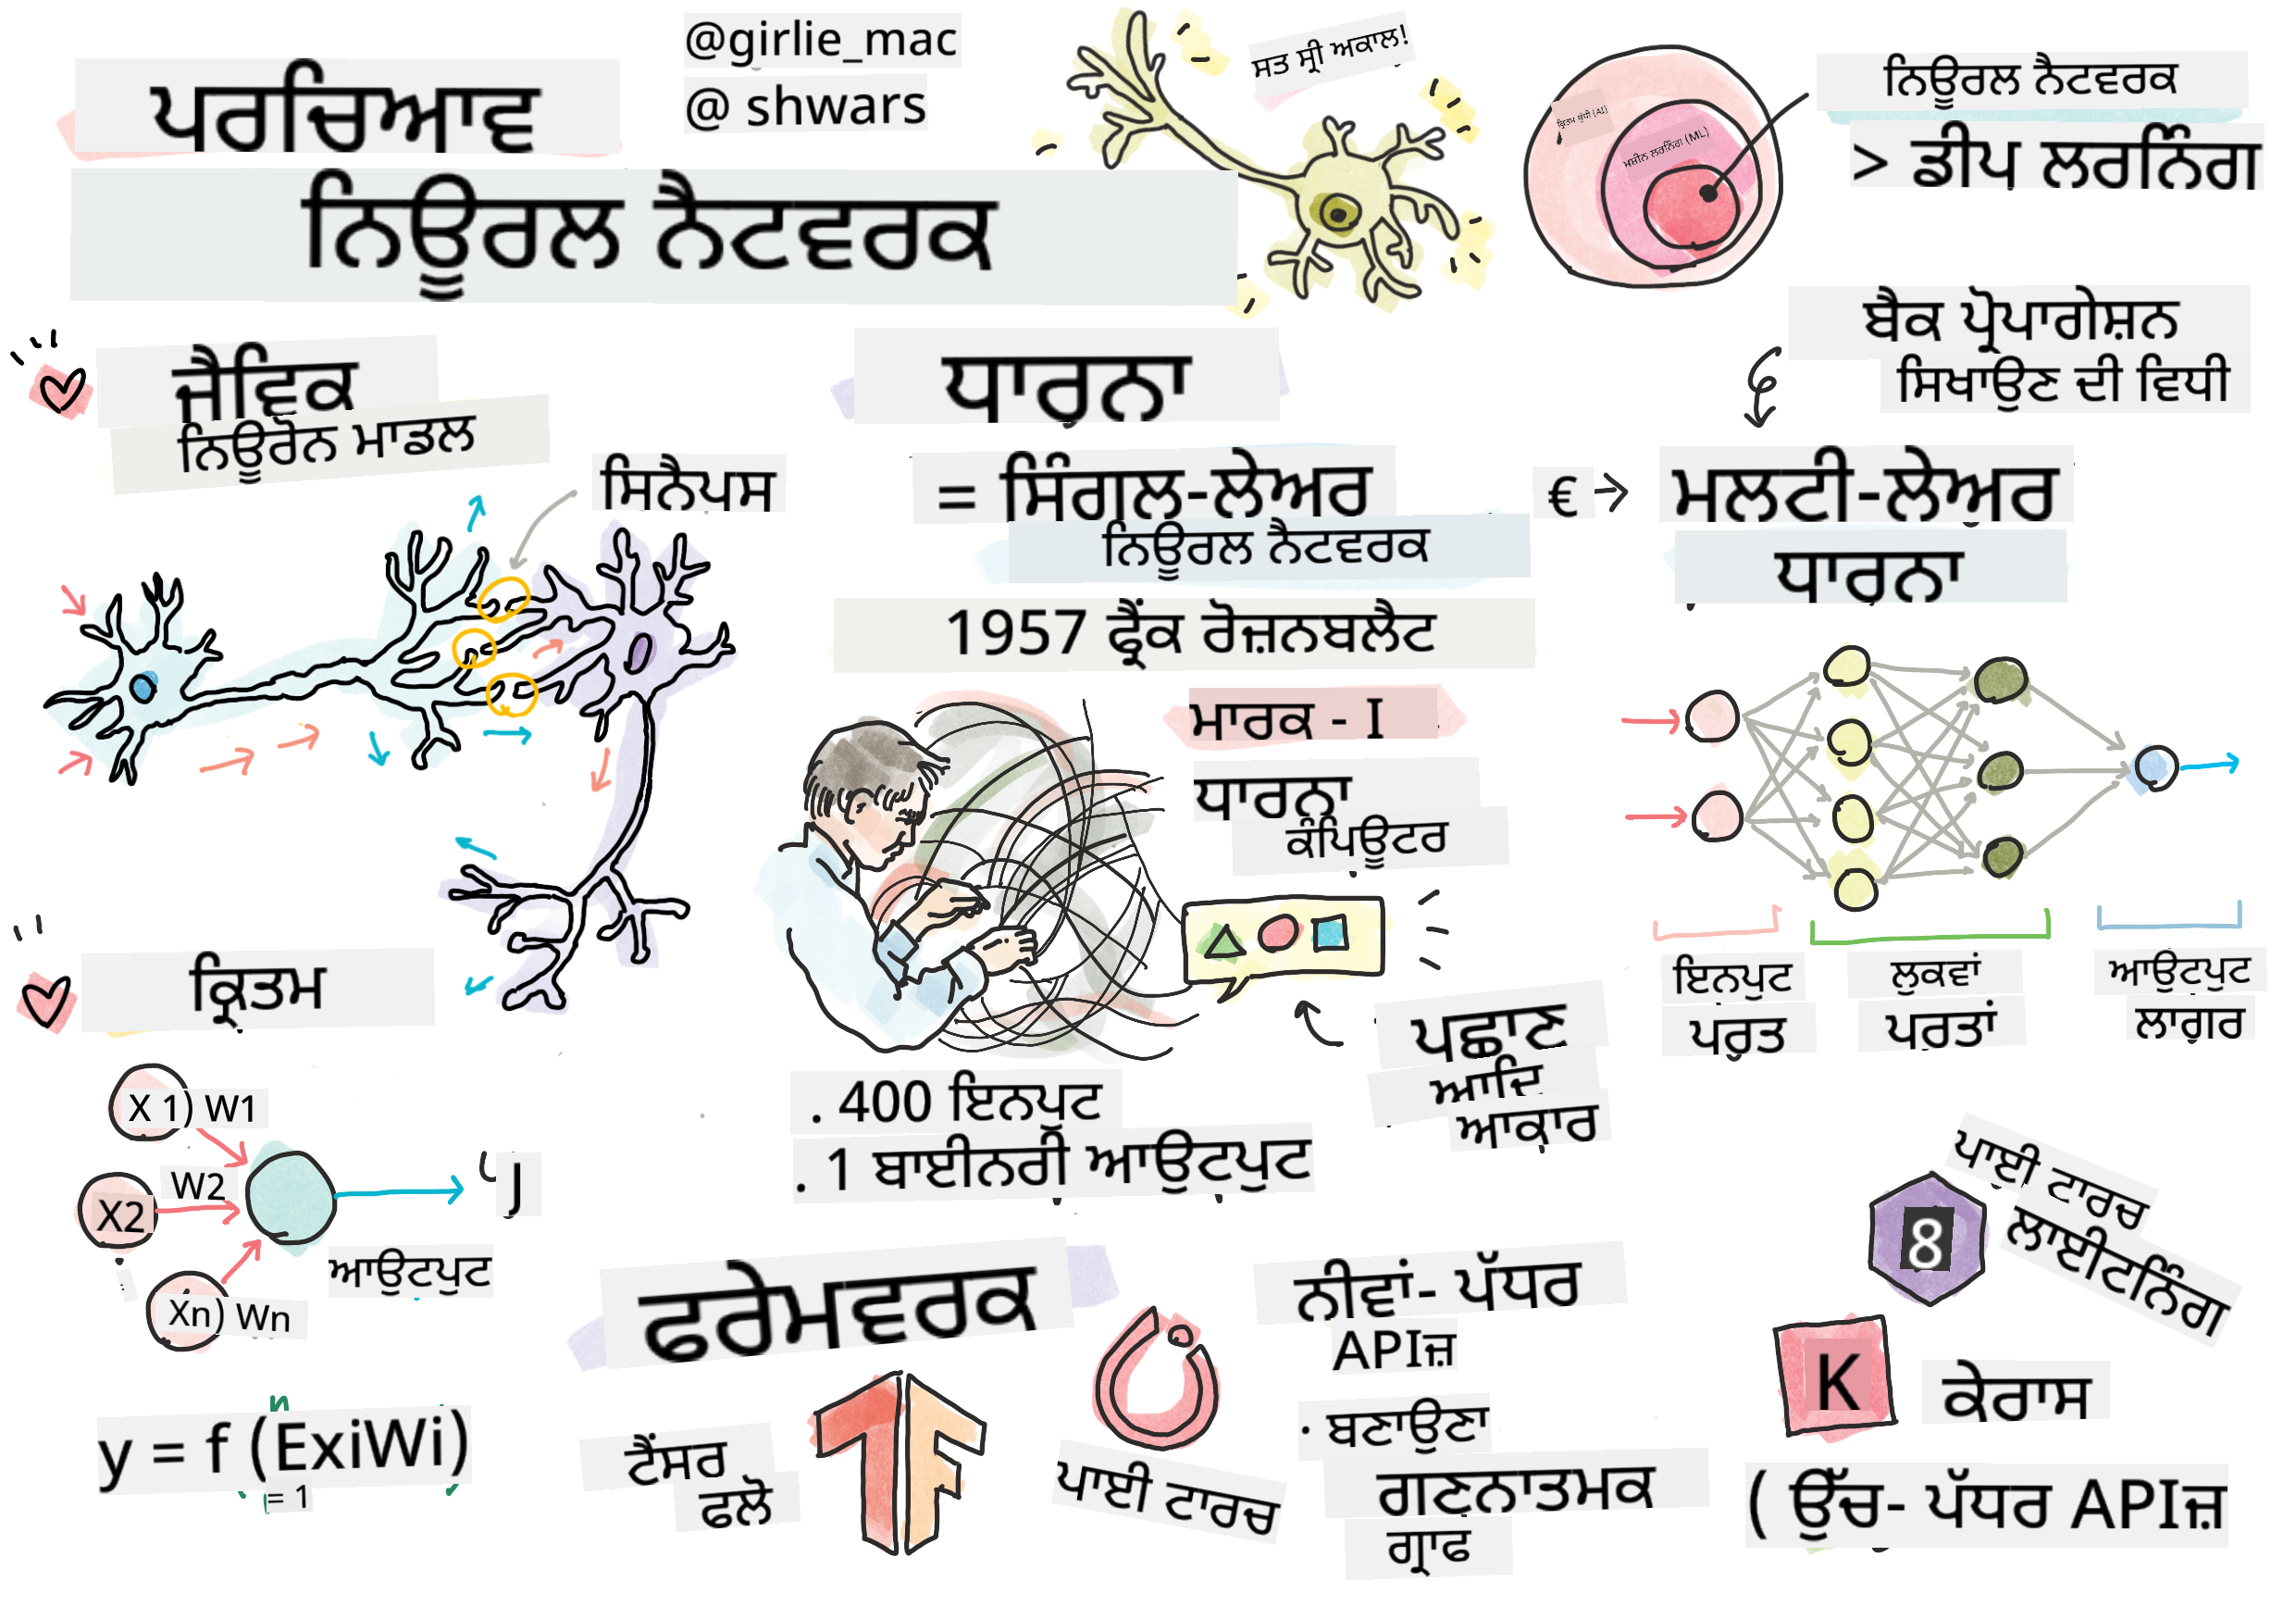 @girlie_mac
@ shwars
ਪਰਚਿਆਵ
ਨਿਊਰਲ ਨੈਟਵਰਕ
ਸਤ ਸ੍ਰੀ ਅਕਾਲ!
ਕ੍ਰਿਤਮ ਬੁੱਧੀ (AI)
ਮਸ਼ੀਨ ਲਰਨਿੰਗ (ML)
ਨਿਊਰਲ ਨੈਟਵਰਕ
> ਡੀਪ ਲਰਨਿੰਗ
ਜੈਵਿਕ
ਨਿਊਰੋਨ ਮਾਡਲ
ਸਿਨੈਪਸ
ਧਾਰਨਾ
= ਸਿੰਗਲ-ਲੇਅਰ
ਨਿਊਰਲ ਨੈਟਵਰਕ
1957 ਫ੍ਰੈਂਕ ਰੋਜ਼ਨਬਲੈਟ
ਮਾਰਕ - I
ਧਾਰਨਾ
ਕੰਪਿਊਟਰ
ਪਛਾਣ
ਆਦਿ
ਆਕਾਰ
. 400 ਇਨਪੁਟ
. 1 ਬਾਈਨਰੀ ਆਉਟਪੁਟ
ਬੈਕ ਪ੍ਰੋਪਾਗੇਸ਼ਨ
ਸਿਖਾਉਣ ਦੀ ਵਿਧੀ
€
ਮਲਟੀ-ਲੇਅਰ
ਧਾਰਨਾ
ਇਨਪੁਟ
ਪਰਤ
ਲੁਕਵਾਂ
ਪਰਤਾਂ
ਆਉਟਪੁਟ
ਲਾਗਰ
ਕ੍ਰਿਤਮ
X 1) W1
W2
X2
Xn) Wn
J
ਆਉਟਪੁਟ
n
y = f (ExiWi)
= 1
ਫਰੇਮਵਰਕ
ਟੈਂਸਰ
ਫਲੋ
TF
ਪਾਈ ਟਾਰਚ
ਨੀਵਾਂ- ਪੱਧਰ
APIਜ਼
· ਬਣਾਉਣਾ
ਗਣਨਾਤਮਕ
ਗ੍ਰਾਫ
8
ਪਾਈ ਟਾਰਚ
ਲਾਈਟਨਿੰਗ
K
ਕੇਰਾਸ
( ਉੱਚ- ਪੱਧਰ APIਜ਼